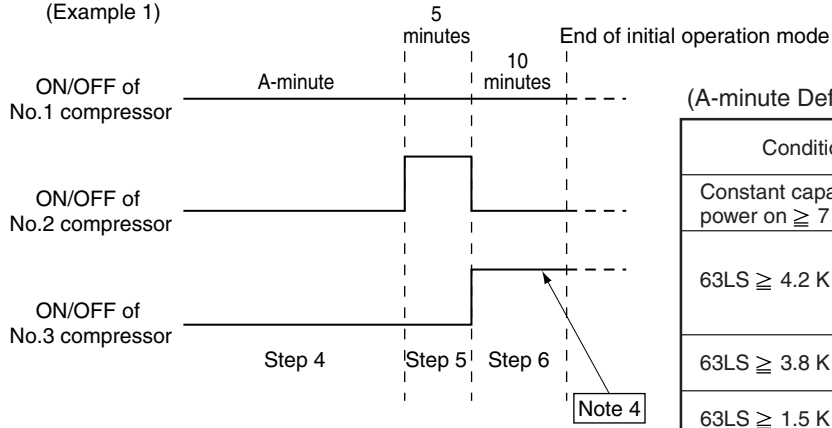 (Example 1)
5
minutes
End of initial operation mode
10
minutes
A-minute
ON/OFF of
No.1 compressor
ON/OFF of
No.2 compressor
ON/OFF of
No.3 compressor
Step 4
Step 5
Step 6
Note 4
(A-minute Def
Conditio
Constant capa
power on ≧ 7
63LS ≧ 4.2 K
63LS ≧ 3.8 K
63LS ≧ 1.5 K